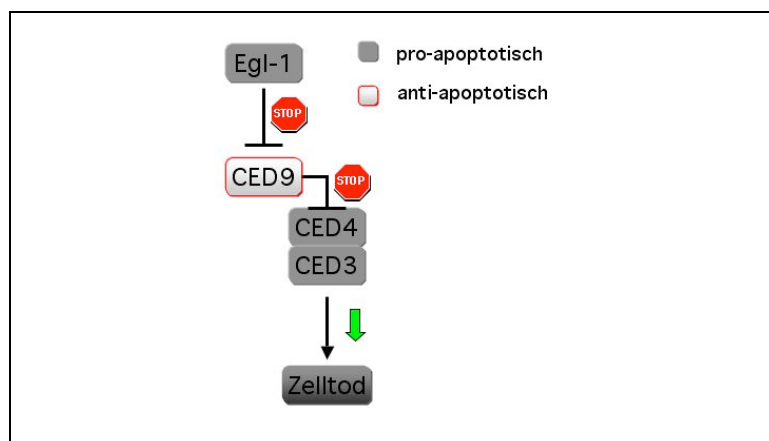 Egl-1
pro-apoptotisch
anti-apoptotisch
STOP
CED9
STOP
CED4
CED3
Zelltod